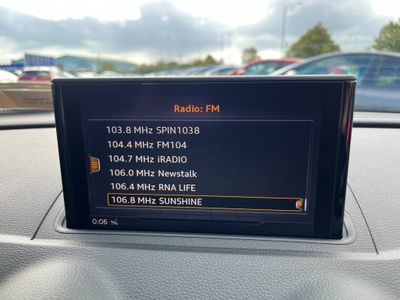 Radio: FM
103.8 MHz SPIN1038
104.4 MHz FM104
104.7 MHz iRADIO
106.0 MHz Newstalk
106.4 MHz RNA LIFE
106.8 MHz SUNSHINE
0:06